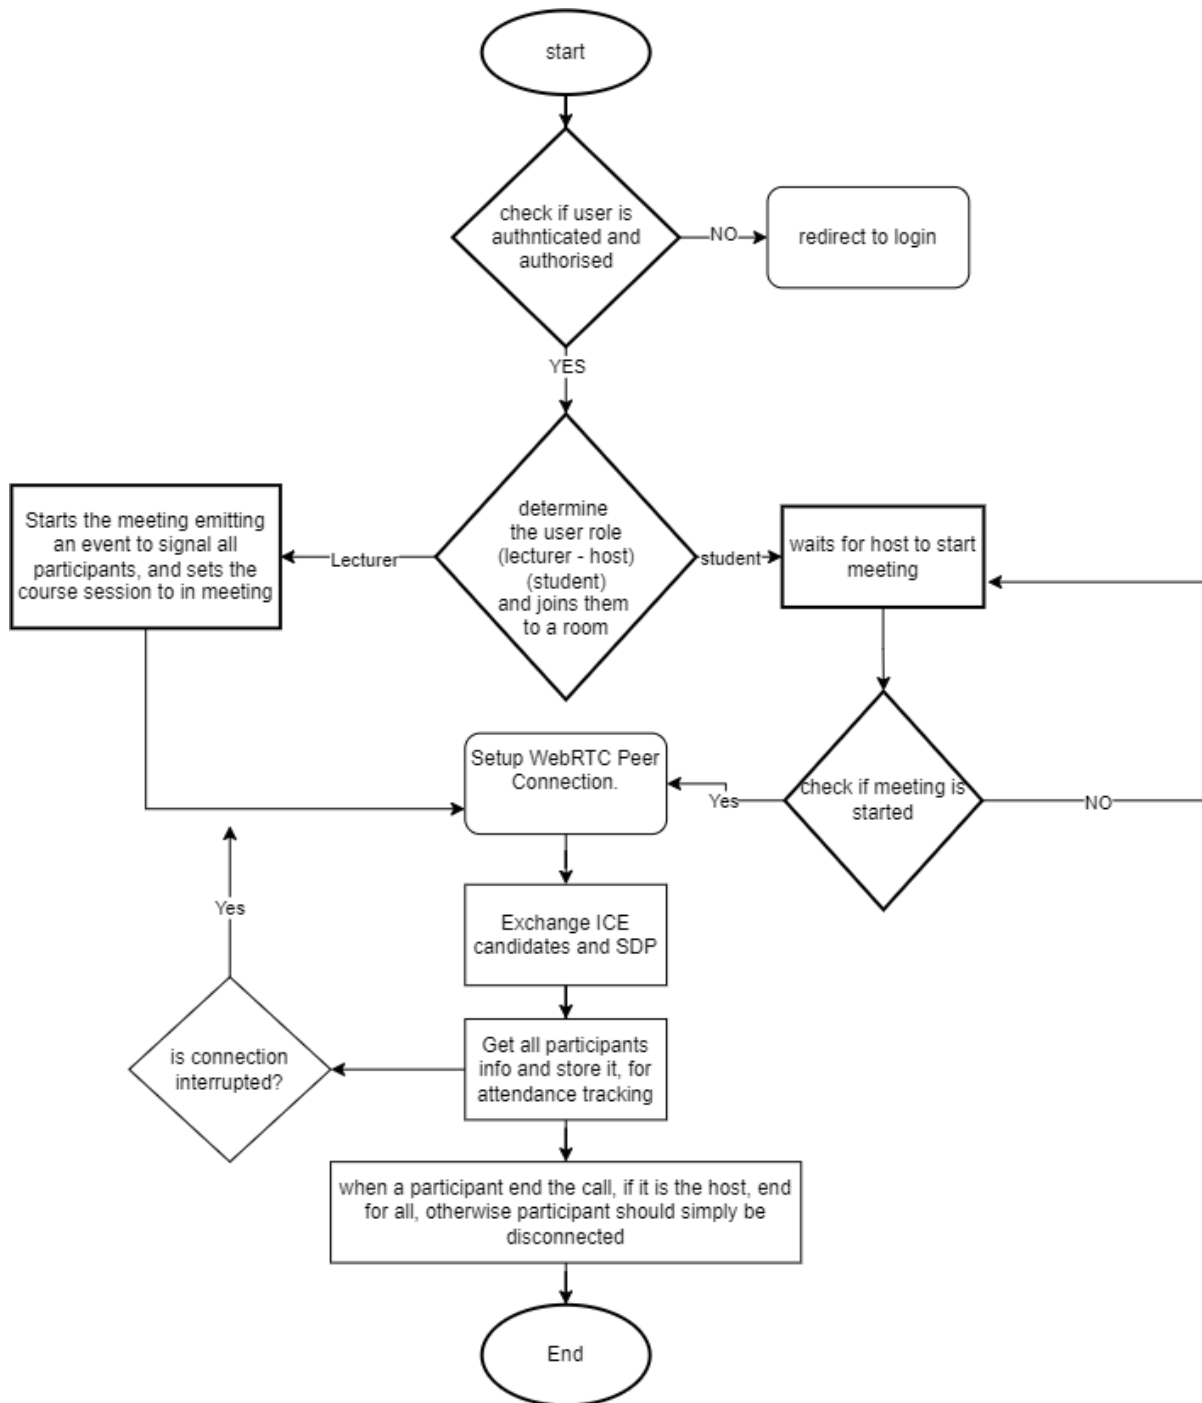 start
check if user is
authnticated and
authorised
NO
redirect to login
YES
determine
the user role
(lecturer - host)
(student)
and joins them
to a room
Lecturer
Starts the meeting emitting
an event to signal all
participants, and sets the
course session to in meeting
student
waits for host to start
meeting
check if meeting is
started
NO
Yes
Setup WebRTC Peer
Connection.
Exchange ICE
candidates and SDP
Get all participants
info and store it, for
attendance tracking
is connection
interrupted?
Yes
when a participant end the call, if it is the host, end
for all, otherwise participant should simply be
disconnected
End